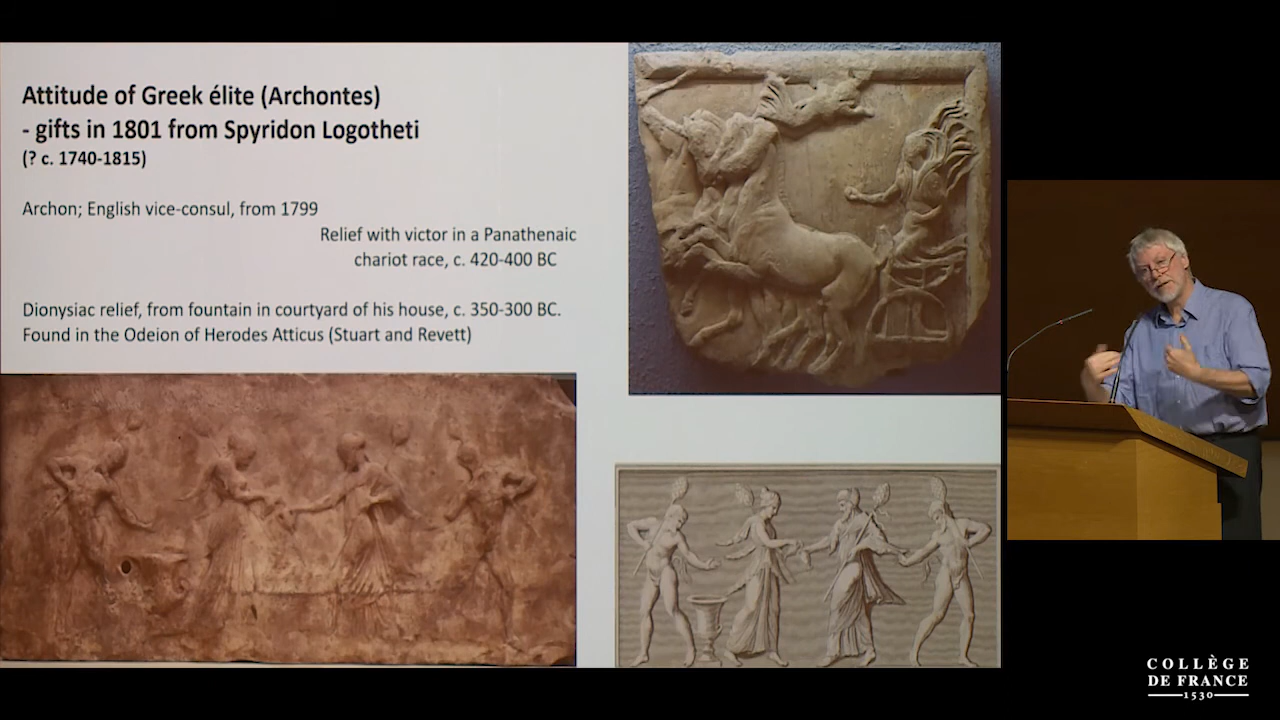 Attitude of Greek élite (Archontes)
- gifts in 1801 from Spyridon Logotheti
(? c. 1740-1815)
Archon; English vice-consul, from 1799
Relief with victor in a Panathenaic
chariot race, c. 420-400 BC
Dionysiac relief, from fountain in courtyard of his house, c. 350-300 BC.
Found in the Odeion of Herodes Atticus (Stuart and Revett)
COLLÈGE
DE FRANCE
1530